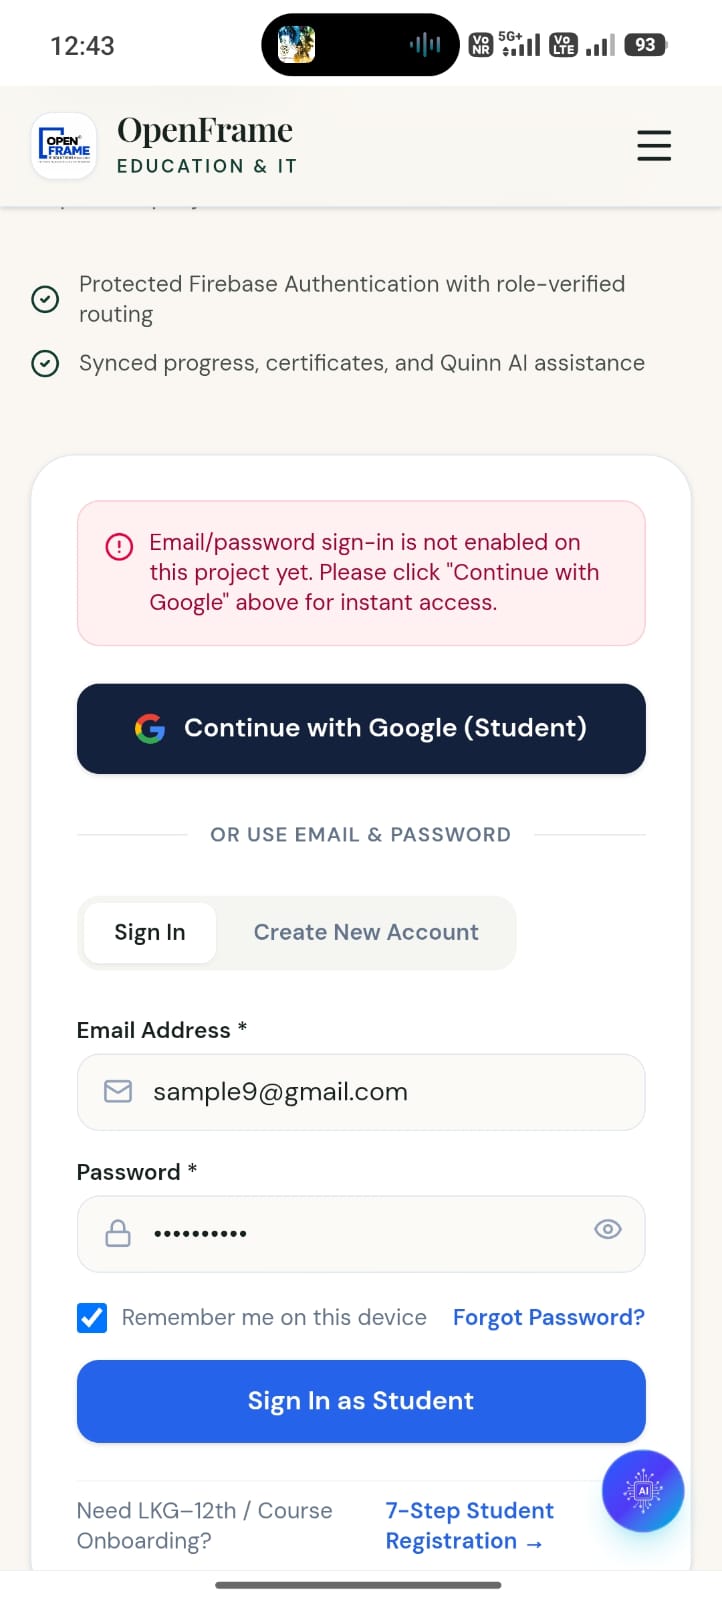 12:43
Vo
NR
5G+
Vo
LTE
93
OPEN
FRAME
OpenFrame
EDUCATION & IT
Protected Firebase Authentication with role-verified
routing
Synced progress, certificates, and Quinn AI assistance
Email/password sign-in is not enabled on
this project yet. Please click "Continue with
Google" above for instant access.
Continue with Google (Student)
OR USE EMAIL & PASSWORD
Sign In
Create New Account
Email Address *
sample9@gmail.com
Password *
••••••••••
Remember me on this device
Forgot Password?
Sign In as Student
AI
Need LKG–12th / Course
Onboarding?
7-Step Student
Registration →